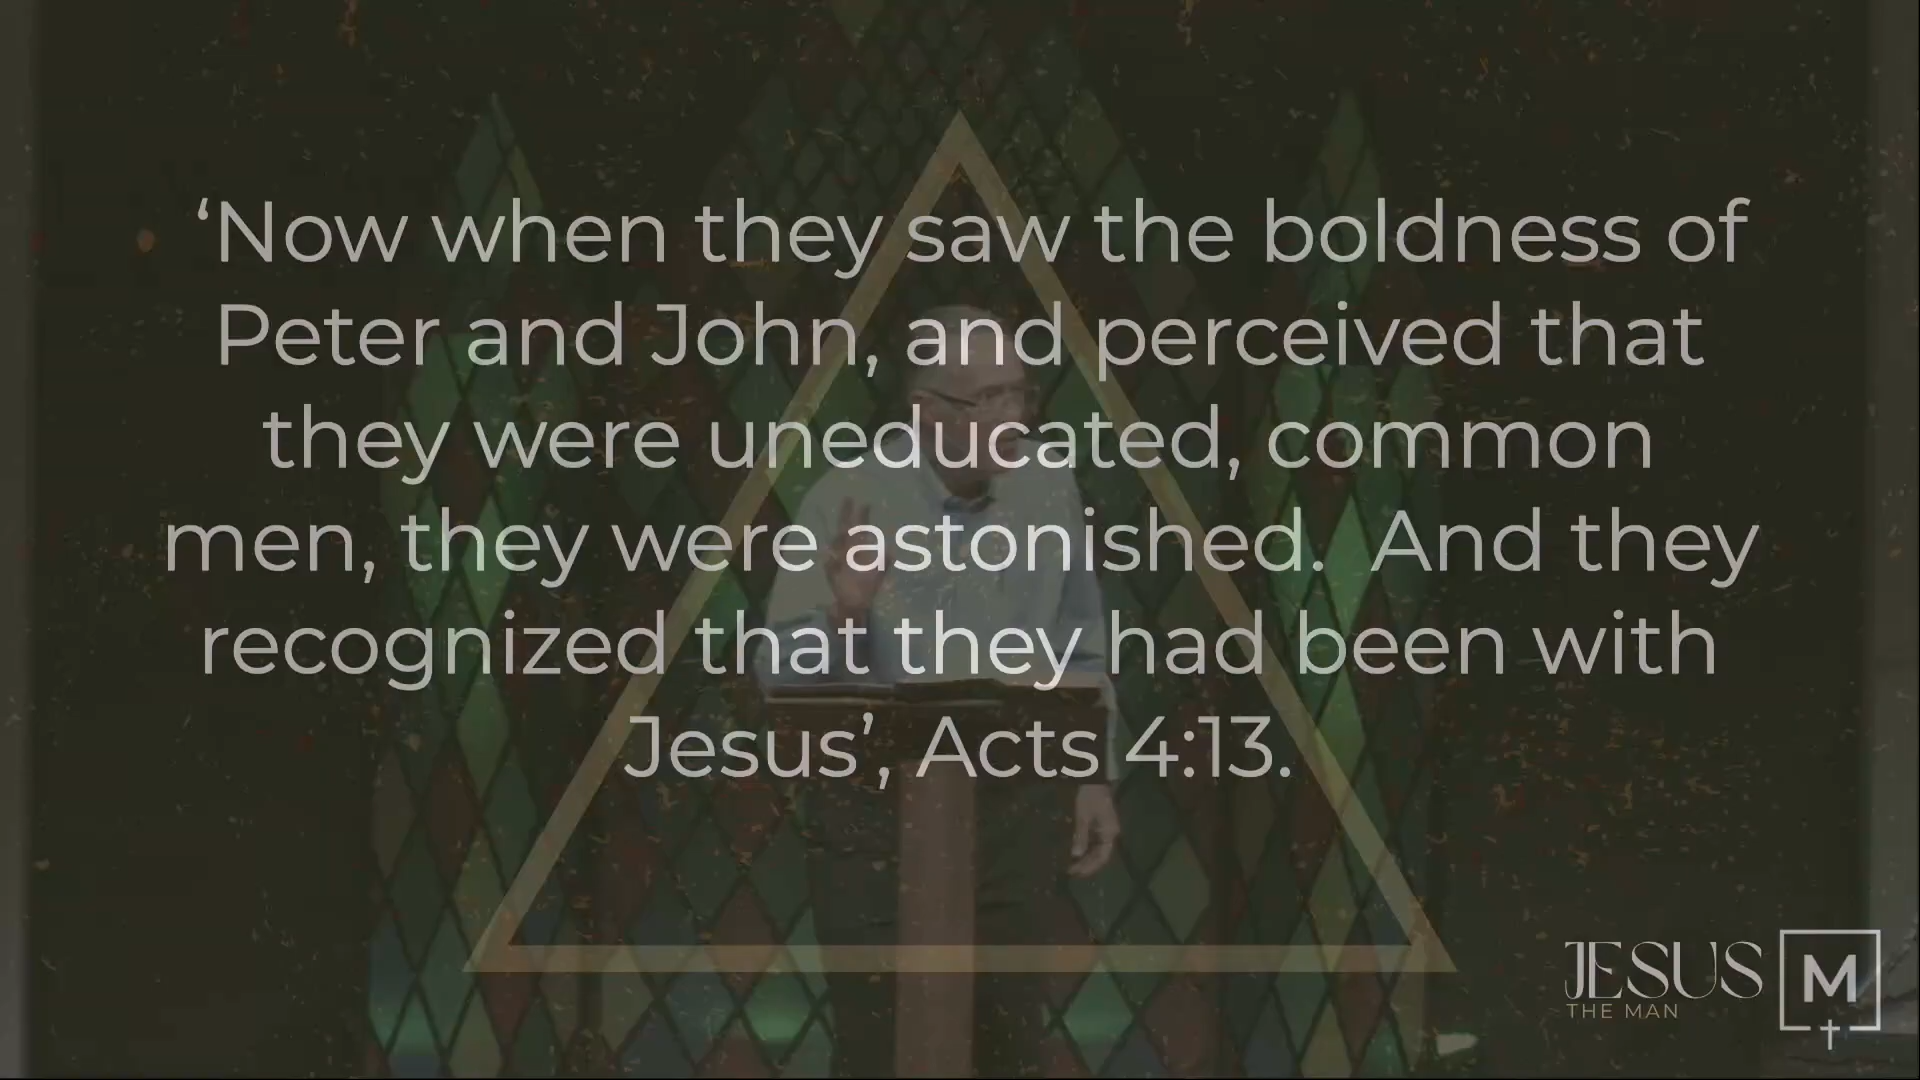 ‘Now when they saw the boldness of
Peter and John, and perceived that
they were uneducated, common
men, they were astonished.  And they
recognized that they had been with
Jesus’, Acts 4:13.
JESUS
THE MAN
M